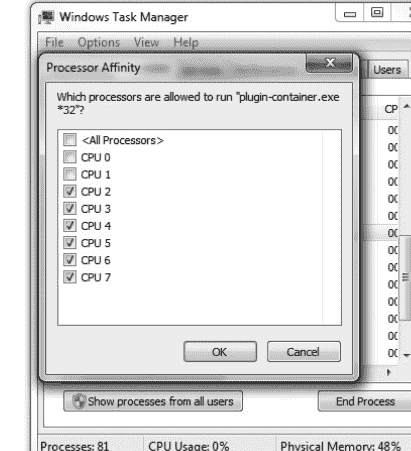 Windows Task Manager
File Options View Help
Processor Affinity
Users
Which processors are allowed to run "plugin-container.exe
*32"?
CP
<All Processors>
CPU 0
CPU 1
CPU 2
CPU 3
CPU 4
CPU 5
CPU 6
CPU 7
OK Cancel
Show processes from all users End Process
Processes: 81 CPU Usage: 0% Physical Memory: 48%